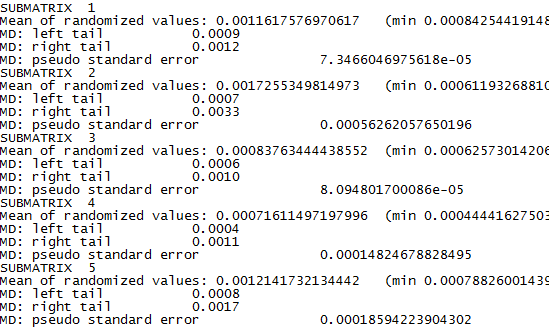 SUBMATRIX 1
Mean of randomized values: 0.0011617576970617 (min 0.00084254419148
MD: left tail 0.0009
MD: right tail 0.0012
MD: pseudo standard error 7.3466046975618e-05
SUBMATRIX 2
Mean of randomized values: 0.0017255349814973 (min 0.00061193268810
MD: left tail 0.0007
MD: right tail 0.0033
MD: pseudo standard error 0.00056262057650196
SUBMATRIX 3
Mean of randomized values: 0.00083763444438552 (min 0.00062573014206
MD: left tail 0.0006
MD: right tail 0.0010
MD: pseudo standard error 8.094801700086e-05
SUBMATRIX 4
Mean of randomized values: 0.00071611497197996 (min 0.00044441627503
MD: left tail 0.0004
MD: right tail 0.0011
MD: pseudo standard error 0.00014824678828495
SUBMATRIX 5
Mean of randomized values: 0.0012141732134442 (min 0.00078826001439
MD: left tail 0.0008
MD: right tail 0.0017
MD: pseudo standard error 0.00018594223904302